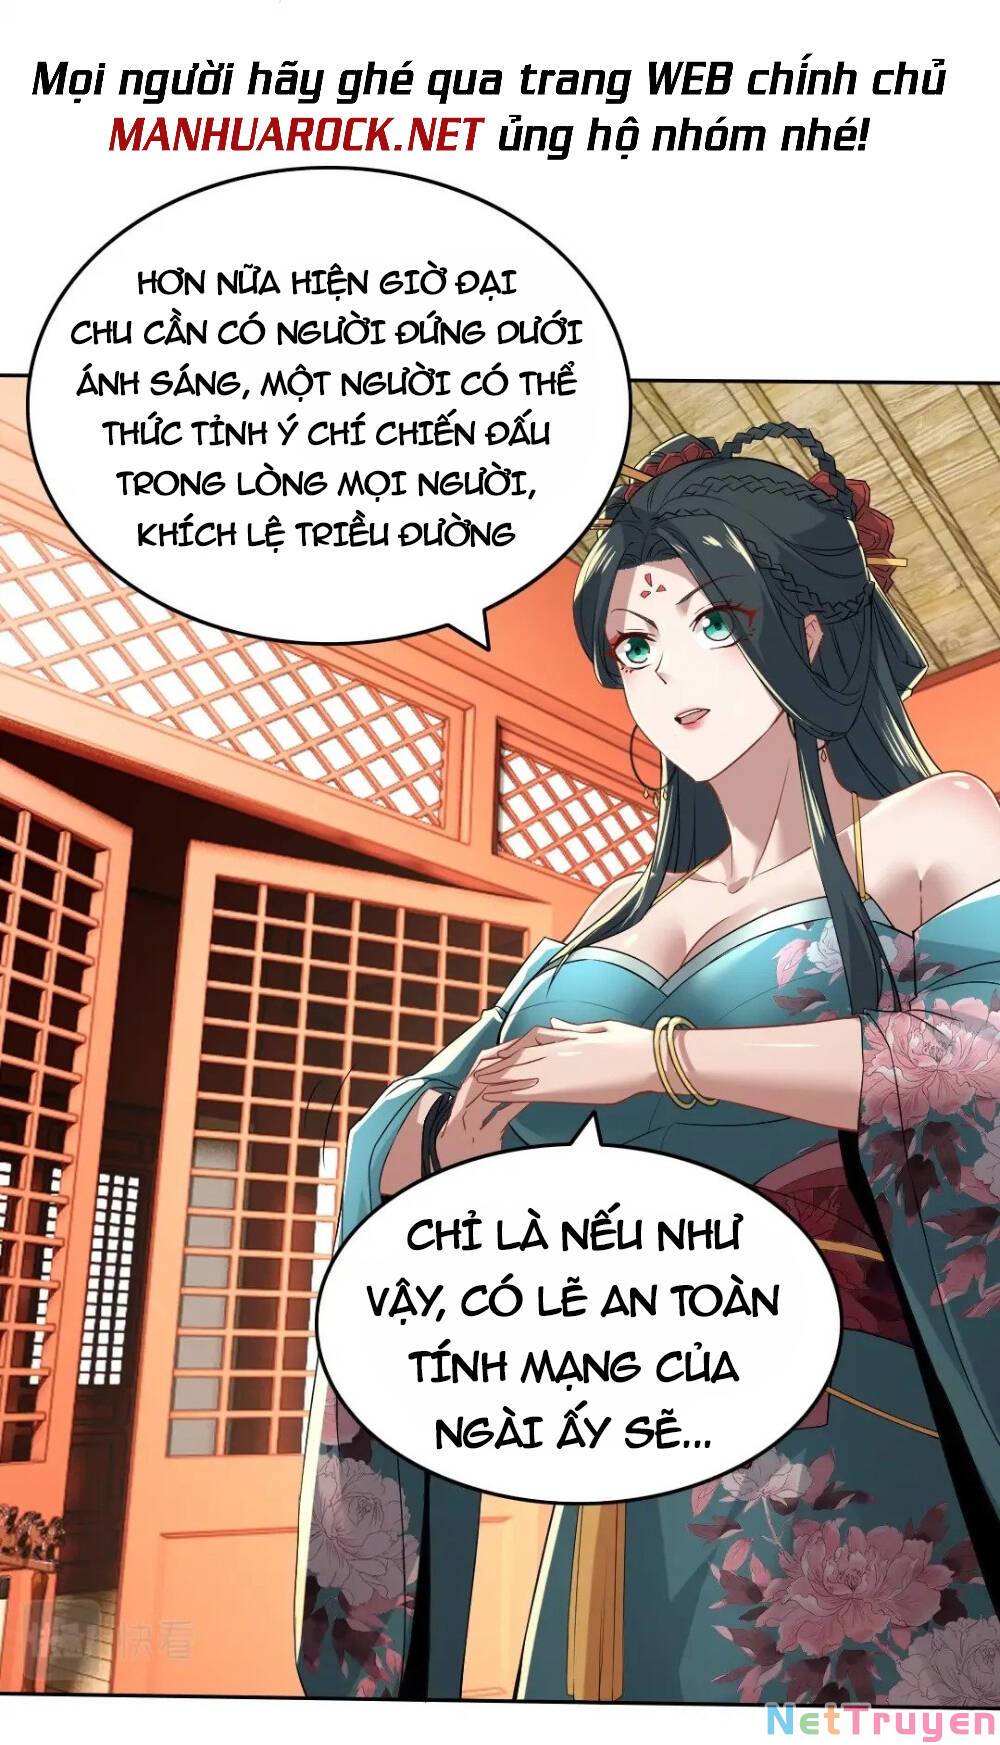 Mọi người hãy ghé qua trang WEB chính chủ
MANHUAROCK.NET ủng hộ nhóm nhé!
HƠN NỮA HIỆN GIỜ ĐẠI
CHU CẦN CÓ NGƯỜI ĐỨNG DƯỚI
ÁNH SÁNG, MỘT NGƯỜI CÓ THỂ
THỨC TỈNH Ý CHÍ CHIẾN ĐẤU
TRONG LÒNG MỌI NGƯỜI,
KHÍCH LỆ TRIỀU ĐƯỜNG
CHỈ LÀ NẾU NHƯ
VẬY, CÓ LẼ AN TOÀN
TÍNH MẠNG CỦA
NGÀI ẤY SẼ...
快看
NetTruyen